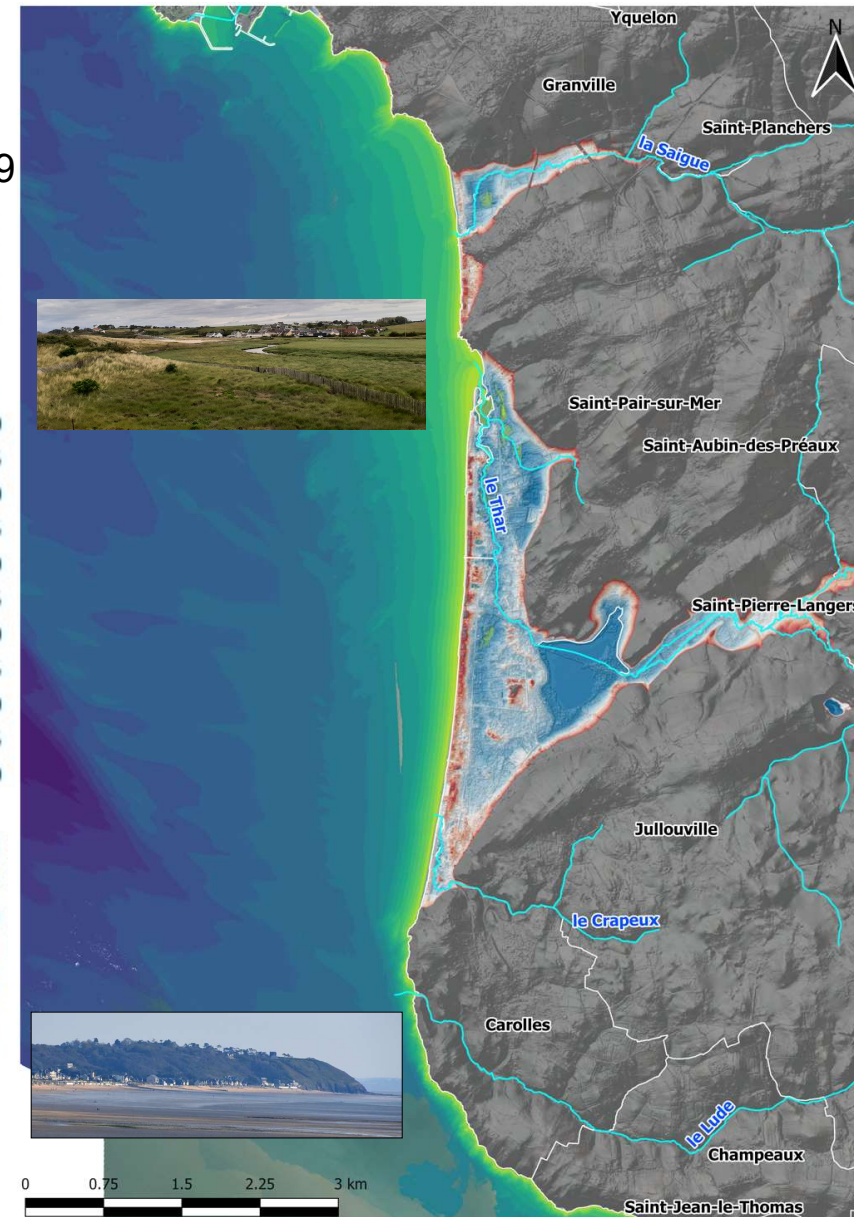 Yquelon
N
Granville
Saint-Planchers
la Saigue
9
Saint-Pair-sur-Mer
Saint-Aubin-des-Préaux
le Thar
Saint-Pierre-Langers
Jullouville
le Crapeux
Carolles
le Lude
Champeaux
0 0.75 1.5 2.25 3 km
Saint-Jean-le-Thomas